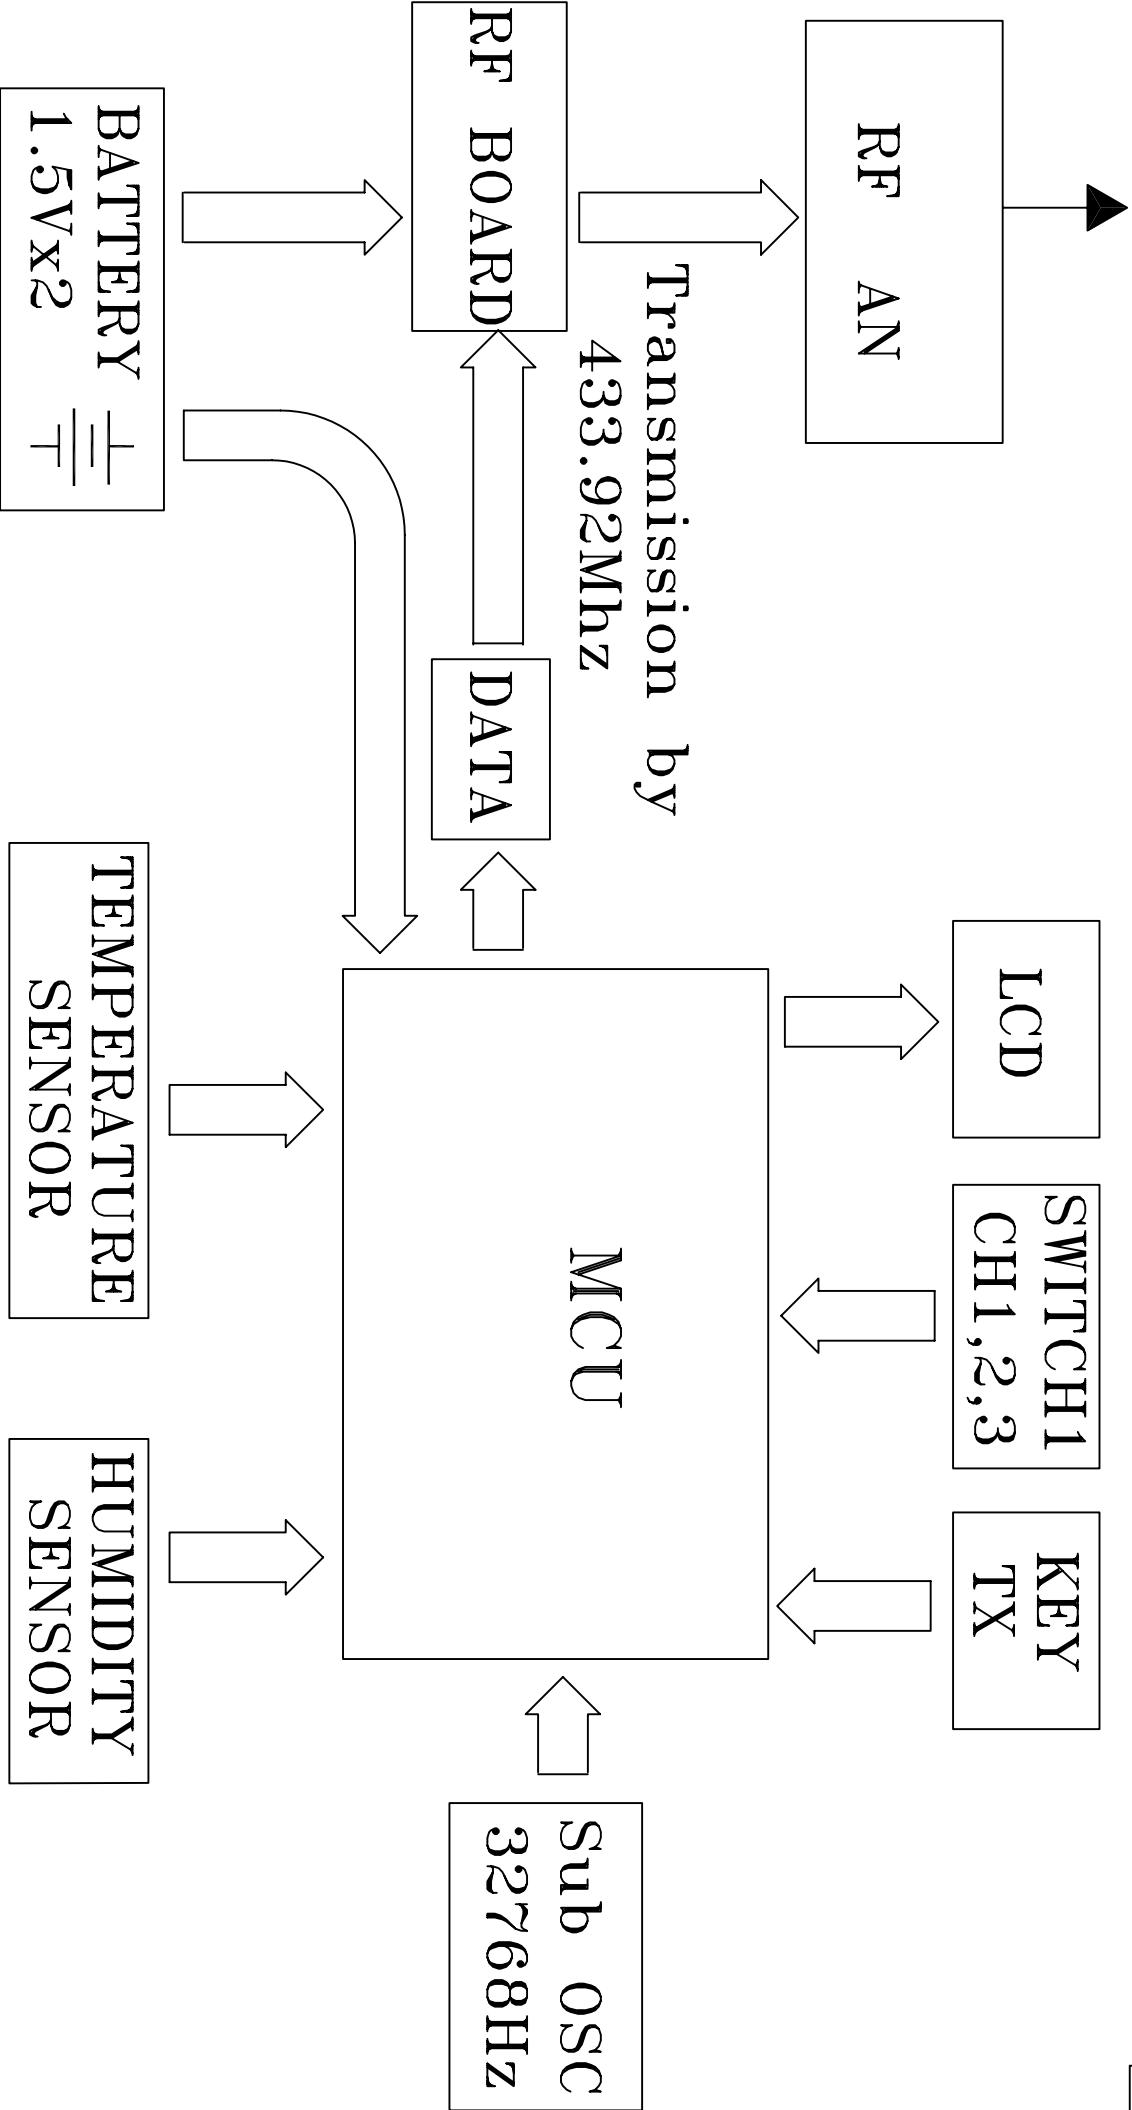 RF AN
RF BOARD
BATTERY
1.5Vx2
Transmission by
433.92Mhz
DATA
LCD
SWITCH1
CH1,2,3
KEY
TX
MCU
TEMPERATURE
SENSOR
HUMIDITY
SENSOR
Sub OSC
32768Hz